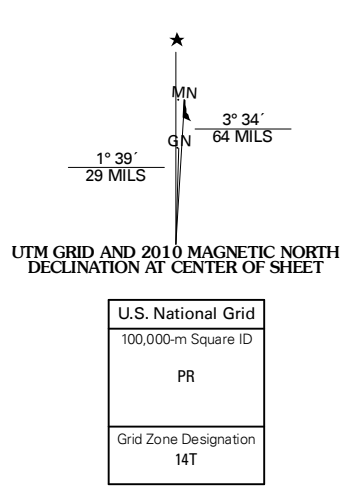 ★
MN
GN
3° 34´
64 MILS
1° 39´
29 MILS
UTM GRID AND 2010 MAGNETIC NORTH
DECLINATION AT CENTER OF SHEET
U.S. National Grid
100,000-m Square ID
PR
Grid Zone Designation
14T